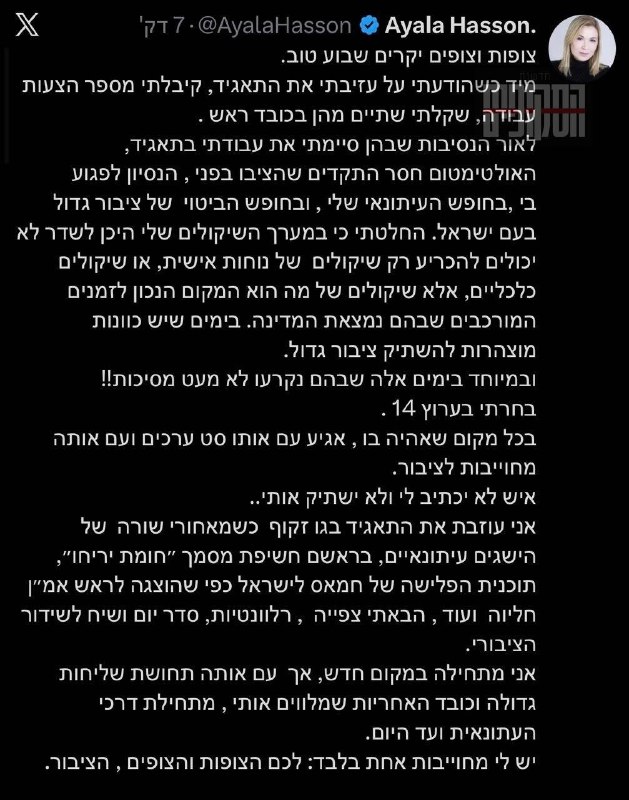 Ayala Hasson. @AyalaHasson · 7 דק'
צופות וצופים יקרים שבוע טוב.
מיד כשהודעתי על עזיבתי את התאגיד, קיבלתי מספר הצעות
עבודה, שקלתי שתיים מהן בכובד ראש .
לאור הנסיבות שבהן סיימתי את עבודתי בתאגיד,
האולטימטום חסר התקדים שהציבו בפני , הנסיון לפגוע
בי ,בחופש העיתונאי שלי , ובחופש הביטוי של ציבור גדול
בעם ישראל. החלטתי כי במערך השיקולים שלי היכן לשדר לא
יכולים להכריע רק שיקולים של נוחות אישית, או שיקולים
כלכליים, אלא שיקולים של מה הוא המקום הנכון לזמנים
המורכבים שבהם נמצאת המדינה. בימים שיש כוונות
מוצהרות להשתיק ציבור גדול.
ובמיוחד בימים אלה שבהם נקרעו לא מעט מסיכות!!
בחרתי בערוץ 14 .
בכל מקום שאהיה בו , אגיע עם אותו סט ערכים ועם אותה
מחוייבות לציבור.
איש לא יכתיב לי ולא ישתיק אותי..
אני עוזבת את התאגיד בגו זקוף כשמאחורי שורה של
הישגים עיתונאיים, בראשם חשיפת מסמך ״חומת יריחו״,
תוכנית הפלישה של חמאס לישראל כפי שהוצגה לראש אמ״ן
חליוה ועוד , הבאתי צפייה , רלוונטיות, סדר יום ושיח לשידור
הציבורי.
אני מתחילה במקום חדש, אך עם אותה תחושת שליחות
גדולה וכובד האחריות שמלווים אותי , מתחילת דרכי
העתונאית ועד היום.
יש לי מחוייבות אחת בלבד: לכם הצופות והצופים , הציבור.